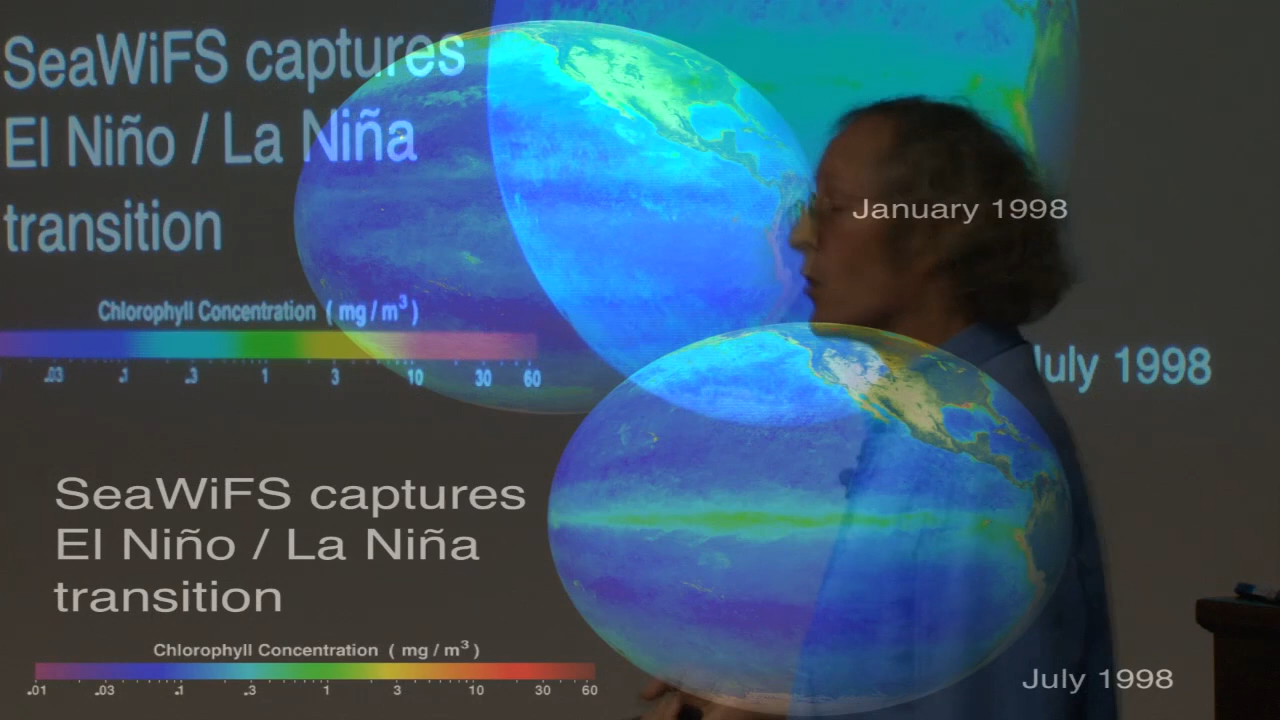 SeaWiFS captures
El Niño / La Niña
transition
Chlorophyll Concentration ( mg / m³ )
.03 .1 .3 1 3 10 30 60
January 1998
July 1998
SeaWiFS captures
El Niño / La Niña
transition
Chlorophyll Concentration ( mg / m³ )
.01 .03 .1 .3 1 3 10 30 60
July 1998